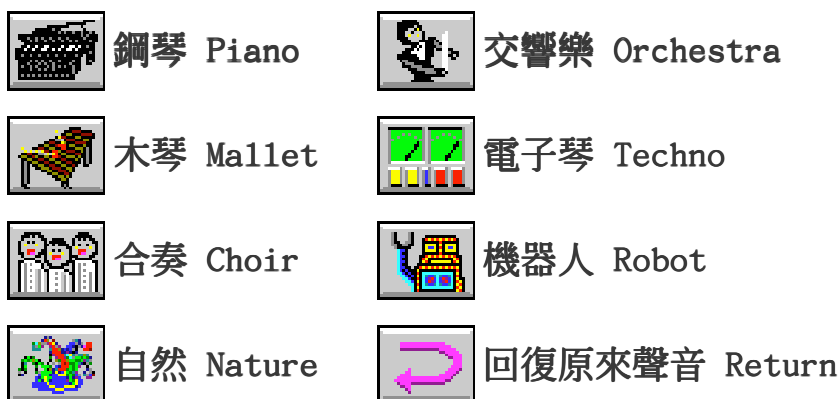 鋼琴 Piano
交響樂 Orchestra
木琴 Mallet
電子琴 Techno
合奏 Choir
機器人 Robot
自然 Nature
回復原來聲音 Return